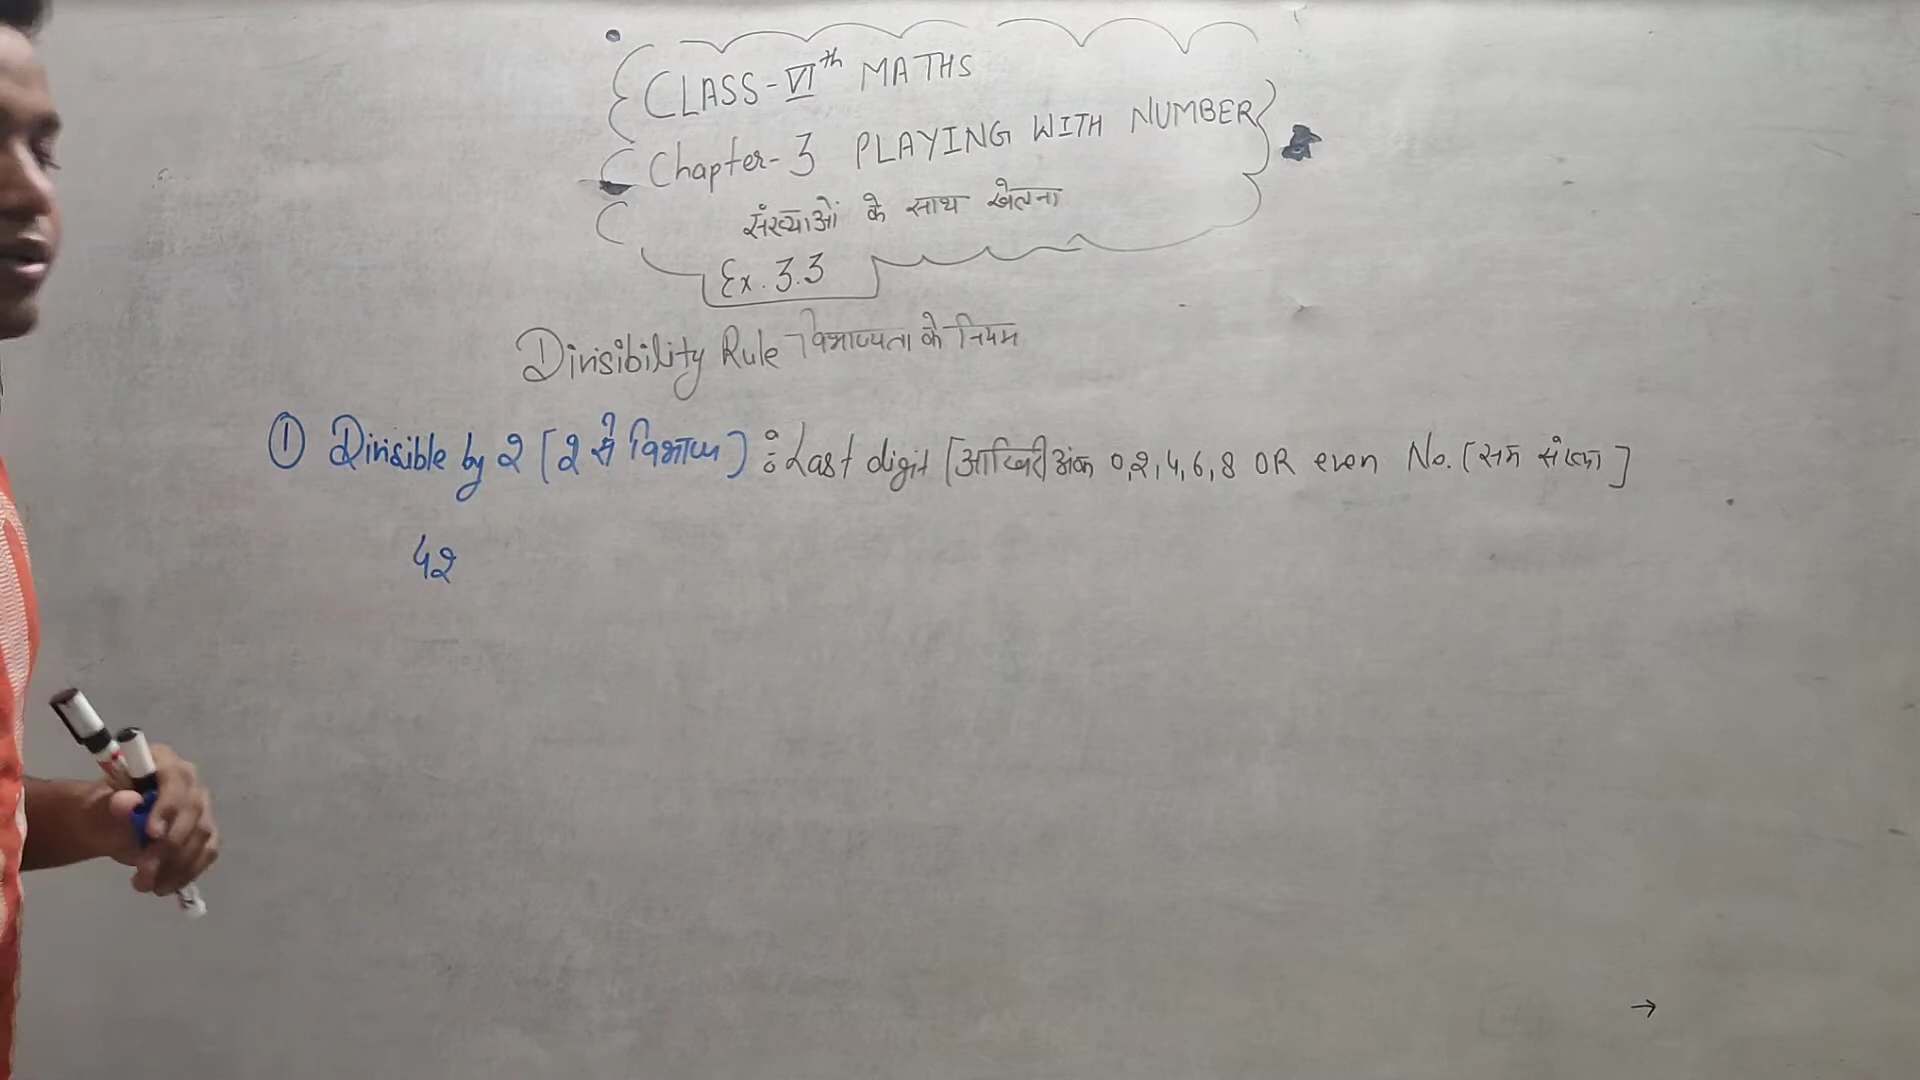 CLASS-VIth MATHS
Chapter-3 PLAYING WITH NUMBER
संख्याओं के साथ खेलना
Ex. 3.3
Divisibility Rule विभाज्यता के नियम
① Divisible by 2 [2 से विभाज्य] : Last digit [आखिरी अंक 0,2,4,6,8 OR even No. [सम संख्या]
42
→